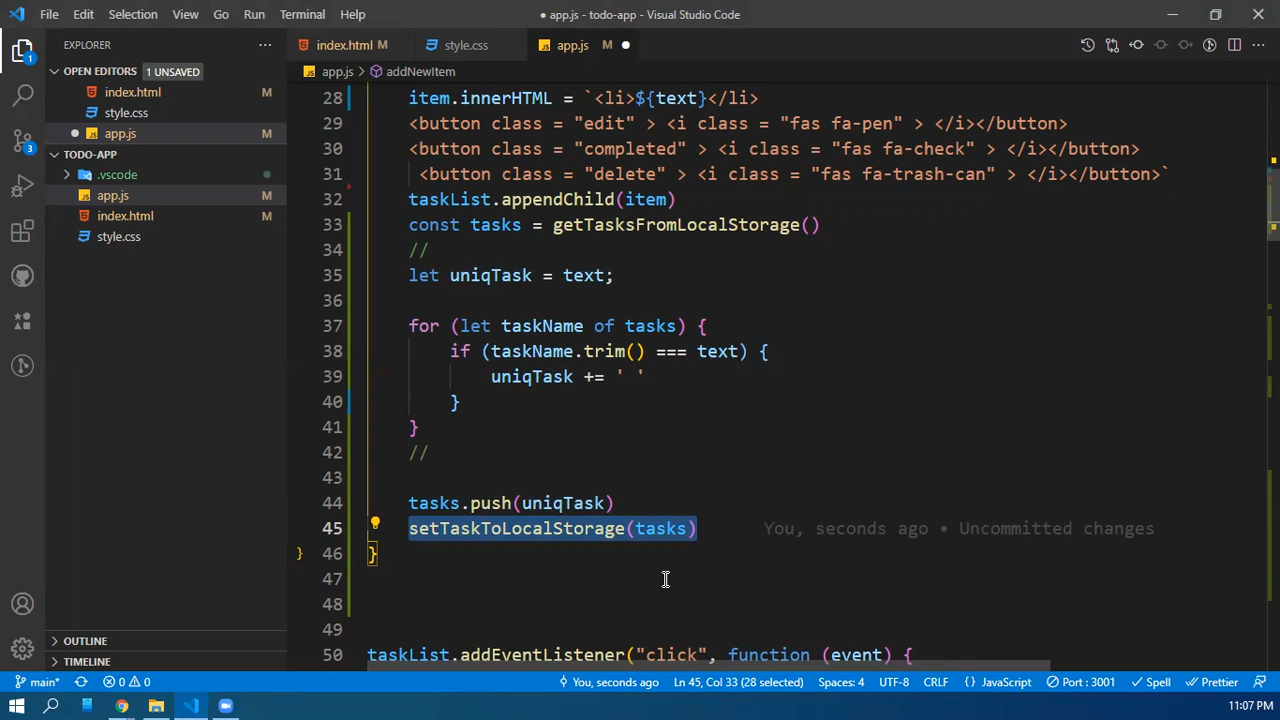 File Edit Selection View Go Run Terminal Help
● app.js - todo-app - Visual Studio Code
EXPLORER
index.html M
style.css
app.js M
OPEN EDITORS 1 UNSAVED
app.js > addNewItem
index.html M
style.css
app.js M
TODO-APP
.vscode
app.js M
index.html M
style.css
28 item.innerHTML = `<li>${text}</li>
29 <button class = "edit" > <i class = "fas fa-pen" > </i></button>
30 <button class = "completed" > <i class = "fas fa-check" > </i></button>
31 <button class = "delete" > <i class = "fas fa-trash-can" > </i></button>`
32 taskList.appendChild(item)
33 const tasks = getTasksFromLocalStorage()
34 //
35 let uniqTask = text;
36
37 for (let taskName of tasks) {
38 if (taskName.trim() === text) {
39 uniqTask += ' '
40 }
41 }
42 //
43
44 tasks.push(uniqTask)
45 setTaskToLocalStorage(tasks) You, seconds ago • Uncommitted changes
} 46 }
47
48
49
50 taskList.addEventListener("click", function (event) {
OUTLINE
TIMELINE
1
3
main* 0 0 You, seconds ago Ln 45, Col 33 (28 selected) Spaces: 4 UTF-8 CRLF {} JavaScript Port : 3001 Spell Prettier
11:07 PM